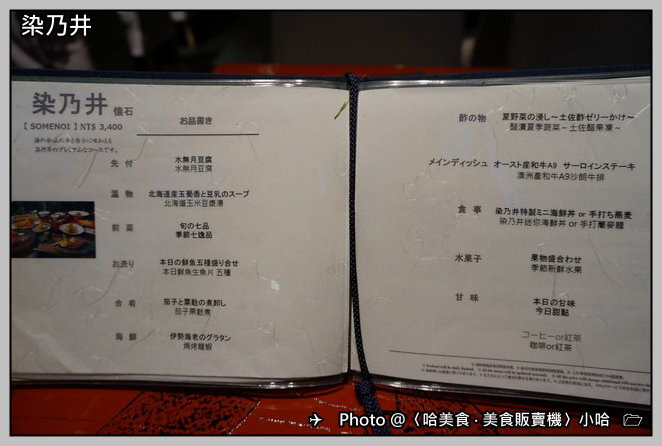 染乃井
染乃井 懐石
[ SOMENOI ] NT$ 3,400
お品書き
先 付
水無月豆腐
水無月豆腐
温 物
北海道産玉蜀黍と豆乳のスープ
北海道玉米豆漿湯
前 菜
旬の七品
季節七逸品
お造り
本日の鮮魚五種盛り合せ
本日鮮魚生魚片 五種
合 肴
茄子と粟麩の煮卸し
茄子粟麩煮
海 鮮
伊勢海老のグラタン
焗烤龍蝦
酢の物
夏野菜の浸し~土佐酢ゼリーかけ~
醋漬夏季蔬菜~土佐醋果凍~
メインディッシュ
オースト産和牛A9 サーロインステーキ
澳洲產和牛A9沙朗牛排
食 事
染乃井特製ミニ海鮮丼 or 手打ち蕎麦
染乃井迷你海鮮丼 or 手打蕎麥麵
水菓子
果物盛合わせ
季節新鮮水果
甘 味
本日の甘味
今日甜點
コーヒーor紅茶
咖啡or紅茶
Photo @〈哈美食‧美食販賣機〉小哈